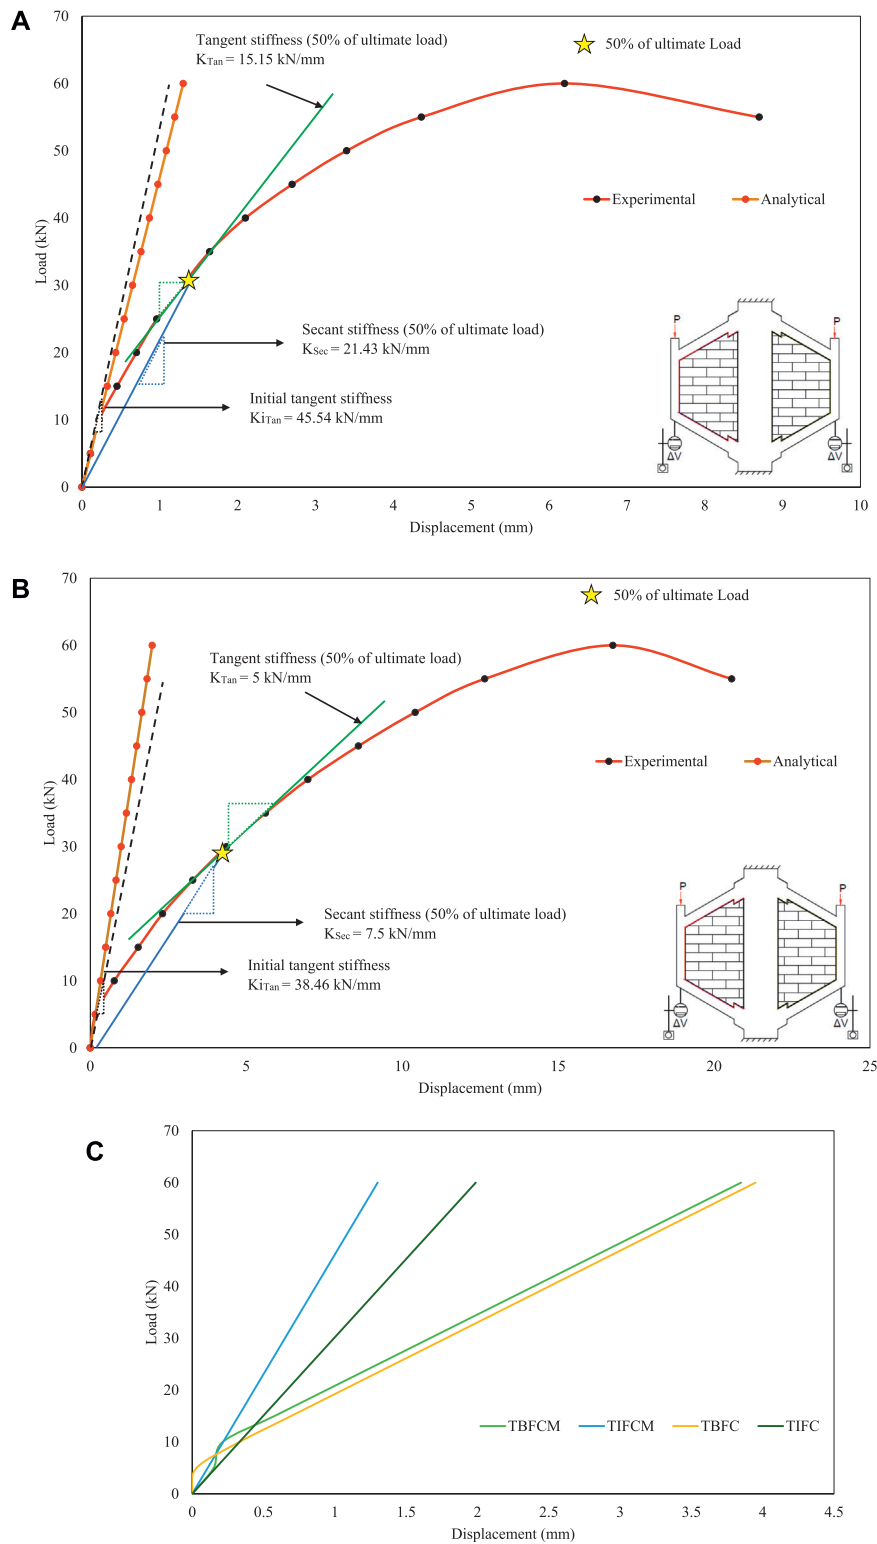 A
70
60
50
40
30
20
10
0
Load (kN)
Tangent stiffness (50% of ultimate load)
KTan = 15.15 kN/mm
50% of ultimate Load
Experimental
Analytical
Secant stiffness (50% of ultimate load)
KSec = 21.43 kN/mm
Initial tangent stiffness
KiTan = 45.54 kN/mm
P
P
ΔV
ΔV
0 1 2 3 4 5 6 7 8 9 10
Displacement (mm)
B
70
60
50
40
30
20
10
0
Load (kN)
50% of ultimate Load
Tangent stiffness (50% of ultimate load)
KTan = 5 kN/mm
Experimental
Analytical
Secant stiffness (50% of ultimate load)
KSec = 7.5 kN/mm
Initial tangent stiffness
KiTan = 38.46 kN/mm
P
P
ΔV
ΔV
0 5 10 15 20 25
Displacement (mm)
C
70
60
50
40
30
20
10
0
Load (kN)
TBFCM TIFCM TBFC TIFC
0 0.5 1 1.5 2 2.5 3 3.5 4 4.5
Displacement (mm)